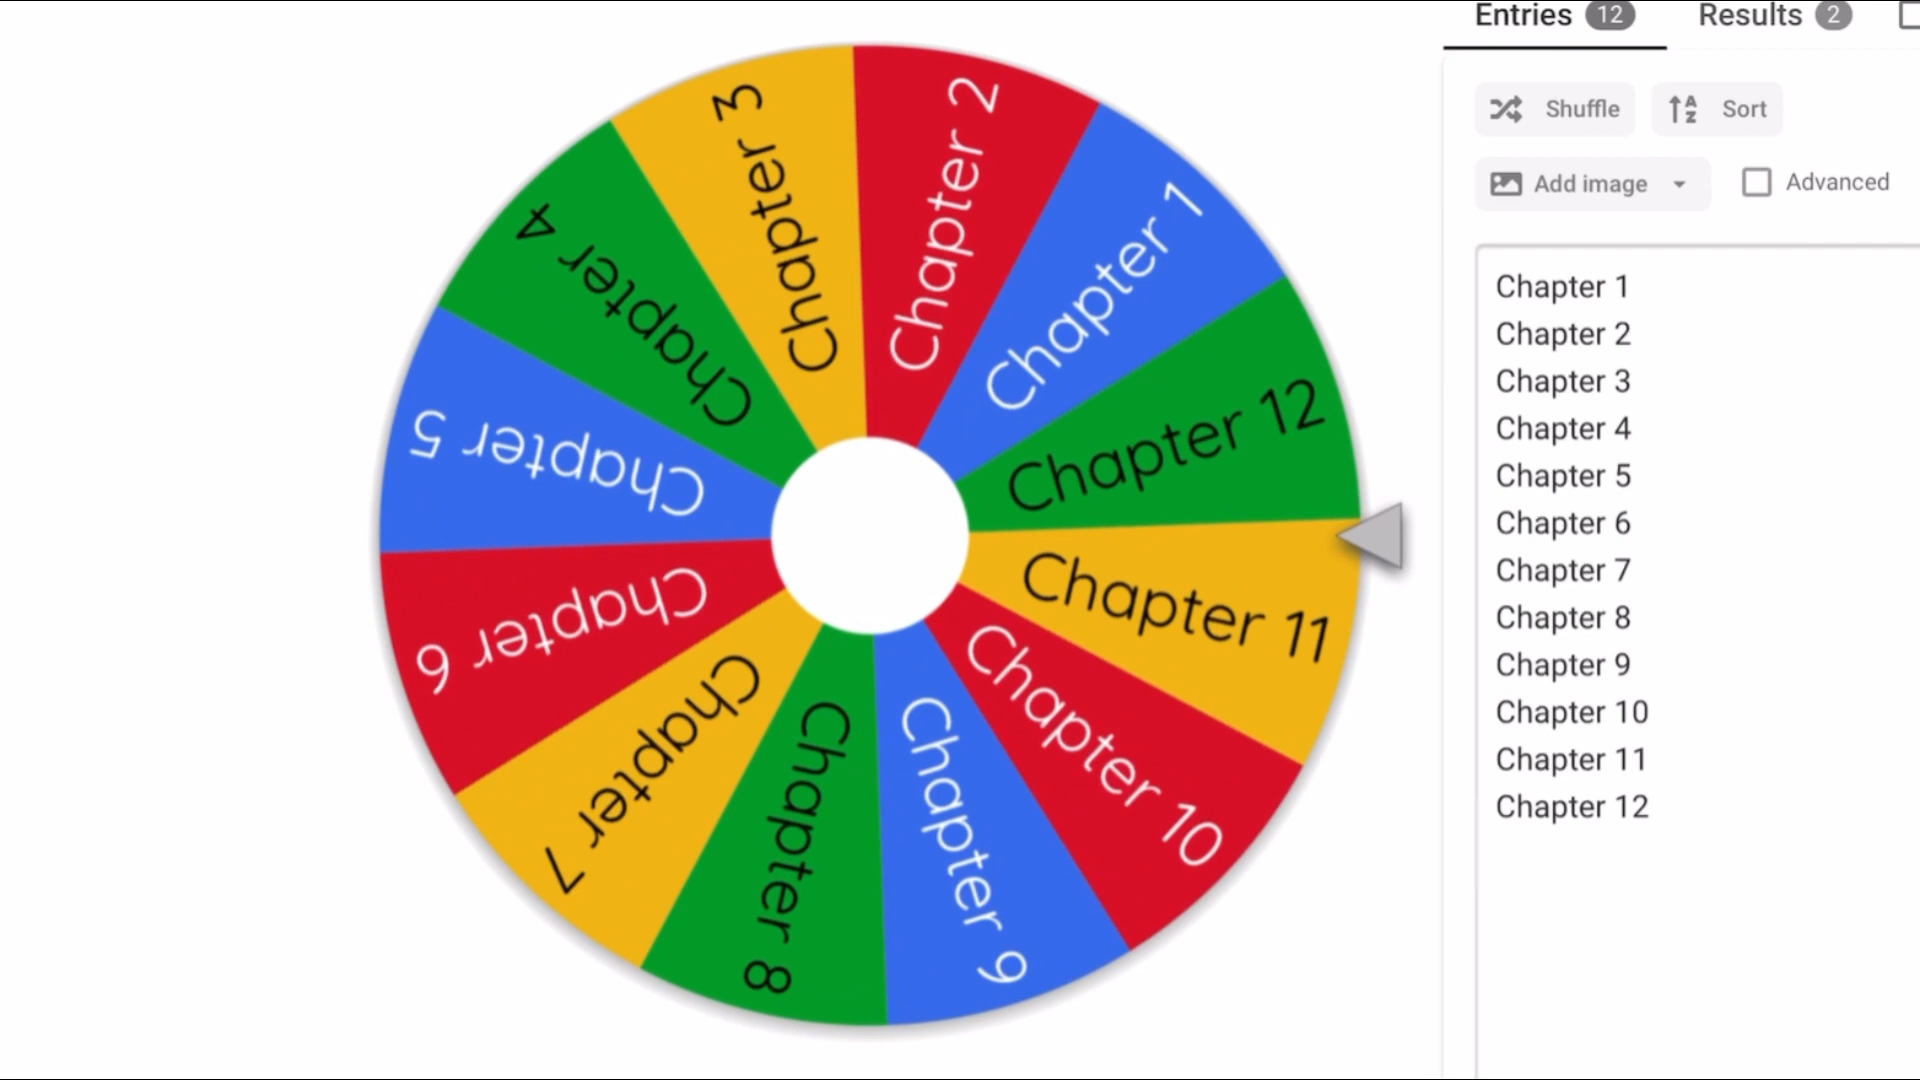 Entries 12 Results 2
Shuffle Sort
Add image Advanced
Chapter 1
Chapter 2
Chapter 3
Chapter 4
Chapter 5
Chapter 6
Chapter 7
Chapter 8
Chapter 9
Chapter 10
Chapter 11
Chapter 12
Chapter 1
Chapter 2
Chapter 3
Chapter 4
Chapter 5
Chapter 6
Chapter 7
Chapter 8
Chapter 9
Chapter 10
Chapter 11
Chapter 12